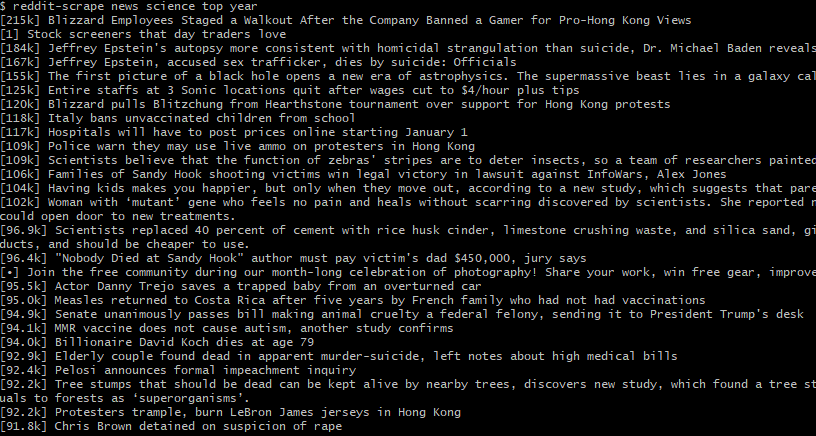 $ reddit-scrape news science top year
[215k] Blizzard Employees Staged a Walkout After the Company Banned a Gamer for Pro-Hong Kong Views
[1] Stock screeners that day traders love
[184k] Jeffrey Epstein's autopsy more consistent with homicidal strangulation than suicide, Dr. Michael Baden reveals
[167k] Jeffrey Epstein, accused sex trafficker, dies by suicide: Officials
[155k] The first picture of a black hole opens a new era of astrophysics. The supermassive beast lies in a galaxy cal
[125k] Entire staffs at 3 Sonic locations quit after wages cut to $4/hour plus tips
[120k] Blizzard pulls Blitzchung from Hearthstone tournament over support for Hong Kong protests
[118k] Italy bans unvaccinated children from school
[117k] Hospitals will have to post prices online starting January 1
[109k] Police warn they may use live ammo on protesters in Hong Kong
[109k] Scientists believe that the function of zebras' stripes are to deter insects, so a team of researchers painted
[106k] Families of Sandy Hook shooting victims win legal victory in lawsuit against InfoWars, Alex Jones
[104k] Having kids makes you happier, but only when they move out, according to a new study, which suggests that pare
[102k] Woman with ‘mutant’ gene who feels no pain and heals without scarring discovered by scientists. She reported n
could open door to new treatments.
[96.9k] Scientists replaced 40 percent of cement with rice husk cinder, limestone crushing waste, and silica sand, gi
ducts, and should be cheaper to use.
[96.4k] "Nobody Died at Sandy Hook" author must pay victim's dad $450,000, jury says
[•] Join the free community during our month-long celebration of photography! Share your work, win free gear, improve
[95.5k] Actor Danny Trejo saves a trapped baby from an overturned car
[95.0k] Measles returned to Costa Rica after five years by French family who had not had vaccinations
[94.9k] Senate unanimously passes bill making animal cruelty a federal felony, sending it to President Trump's desk
[94.1k] MMR vaccine does not cause autism, another study confirms
[94.0k] Billionaire David Koch dies at age 79
[92.9k] Elderly couple found dead in apparent murder-suicide, left notes about high medical bills
[92.4k] Pelosi announces formal impeachment inquiry
[92.2k] Tree stumps that should be dead can be kept alive by nearby trees, discovers new study, which found a tree st
uals to forests as ‘superorganisms’.
[92.2k] Protesters trample, burn LeBron James jerseys in Hong Kong
[91.8k] Chris Brown detained on suspicion of rape